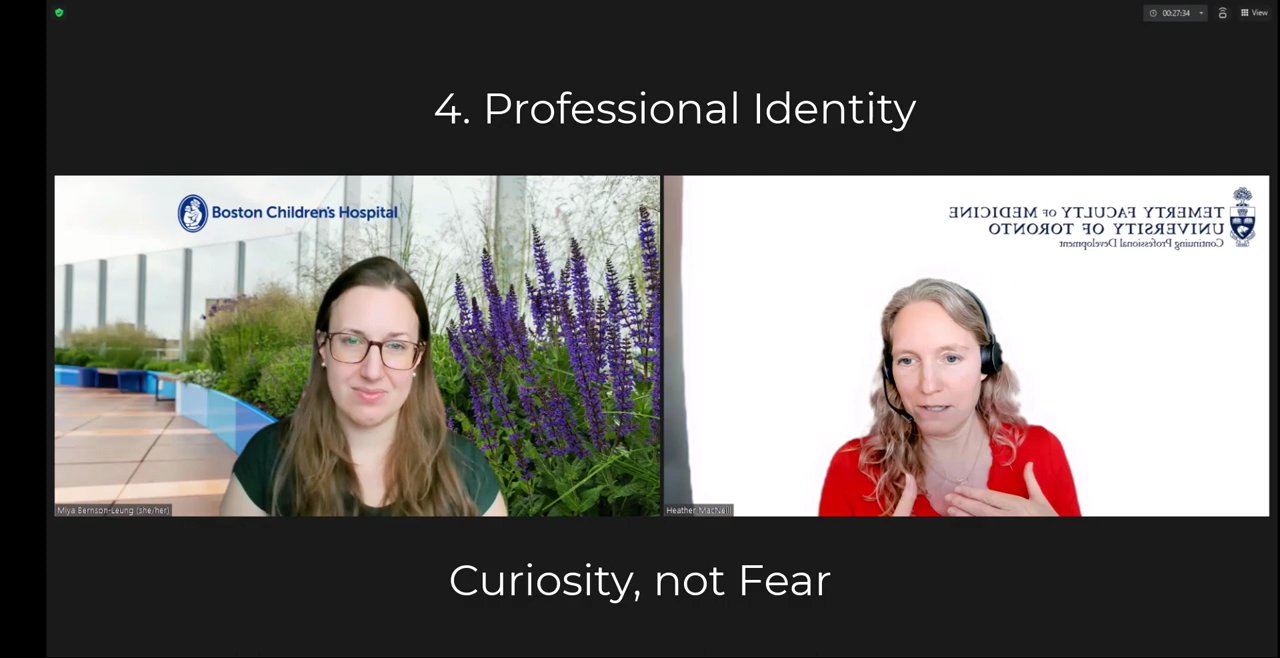 00:27:34
View
4. Professional Identity
Boston Children's Hospital
TEMERTY FACULTY OF MEDICINE
UNIVERSITY OF TORONTO
Continuing Professional Development
Miya Bernson-Leung (she/her)
Heather MacNeill
Curiosity, not Fear